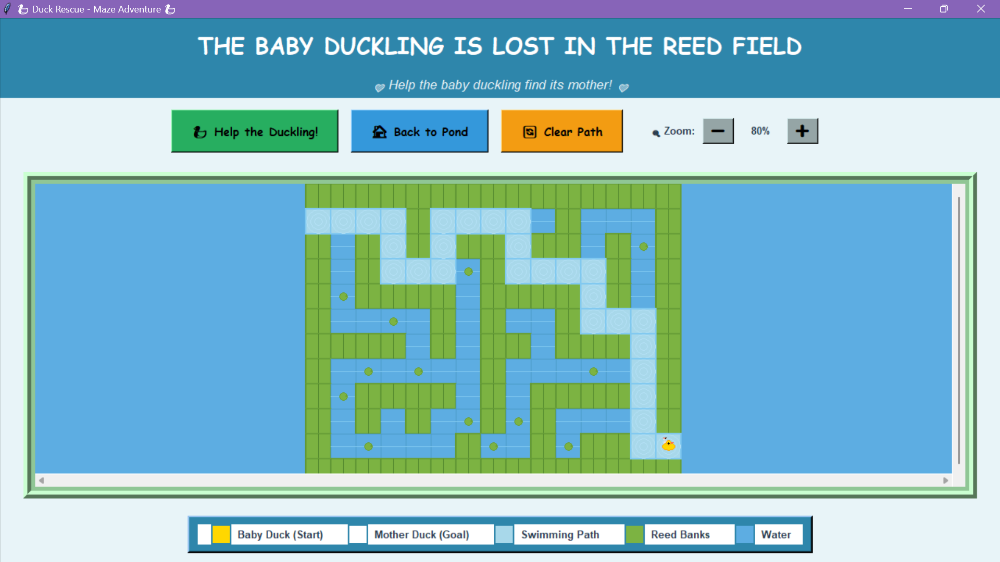 Duck Rescue - Maze Adventure
THE BABY DUCKLING IS LOST IN THE REED FIELD
Help the baby duckling find its mother!
Help the Duckling!
Back to Pond
Clear Path
Zoom:
80%
Baby Duck (Start)
Mother Duck (Goal)
Swimming Path
Reed Banks
Water